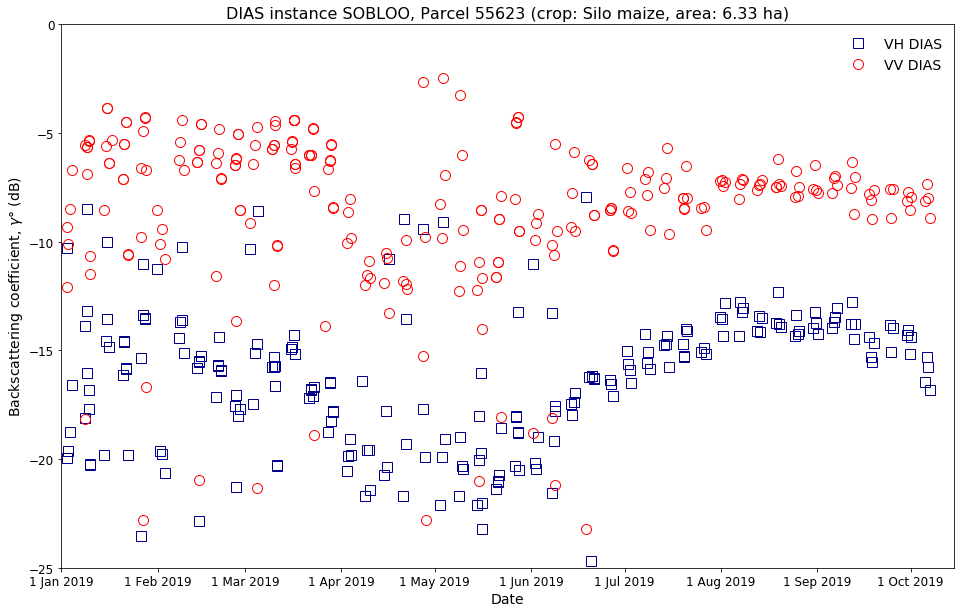 DIAS instance SOBLOO, Parcel 55623 (crop: Silo maize, area: 6.33 ha)
VH DIAS
VV DIAS
Backscattering coefficient, γ° (dB)
0
−5
−10
−15
−20
−25
1 Jan 2019 1 Feb 2019 1 Mar 2019 1 Apr 2019 1 May 2019 1 Jun 2019 1 Jul 2019 1 Aug 2019 1 Sep 2019 1 Oct 2019
Date